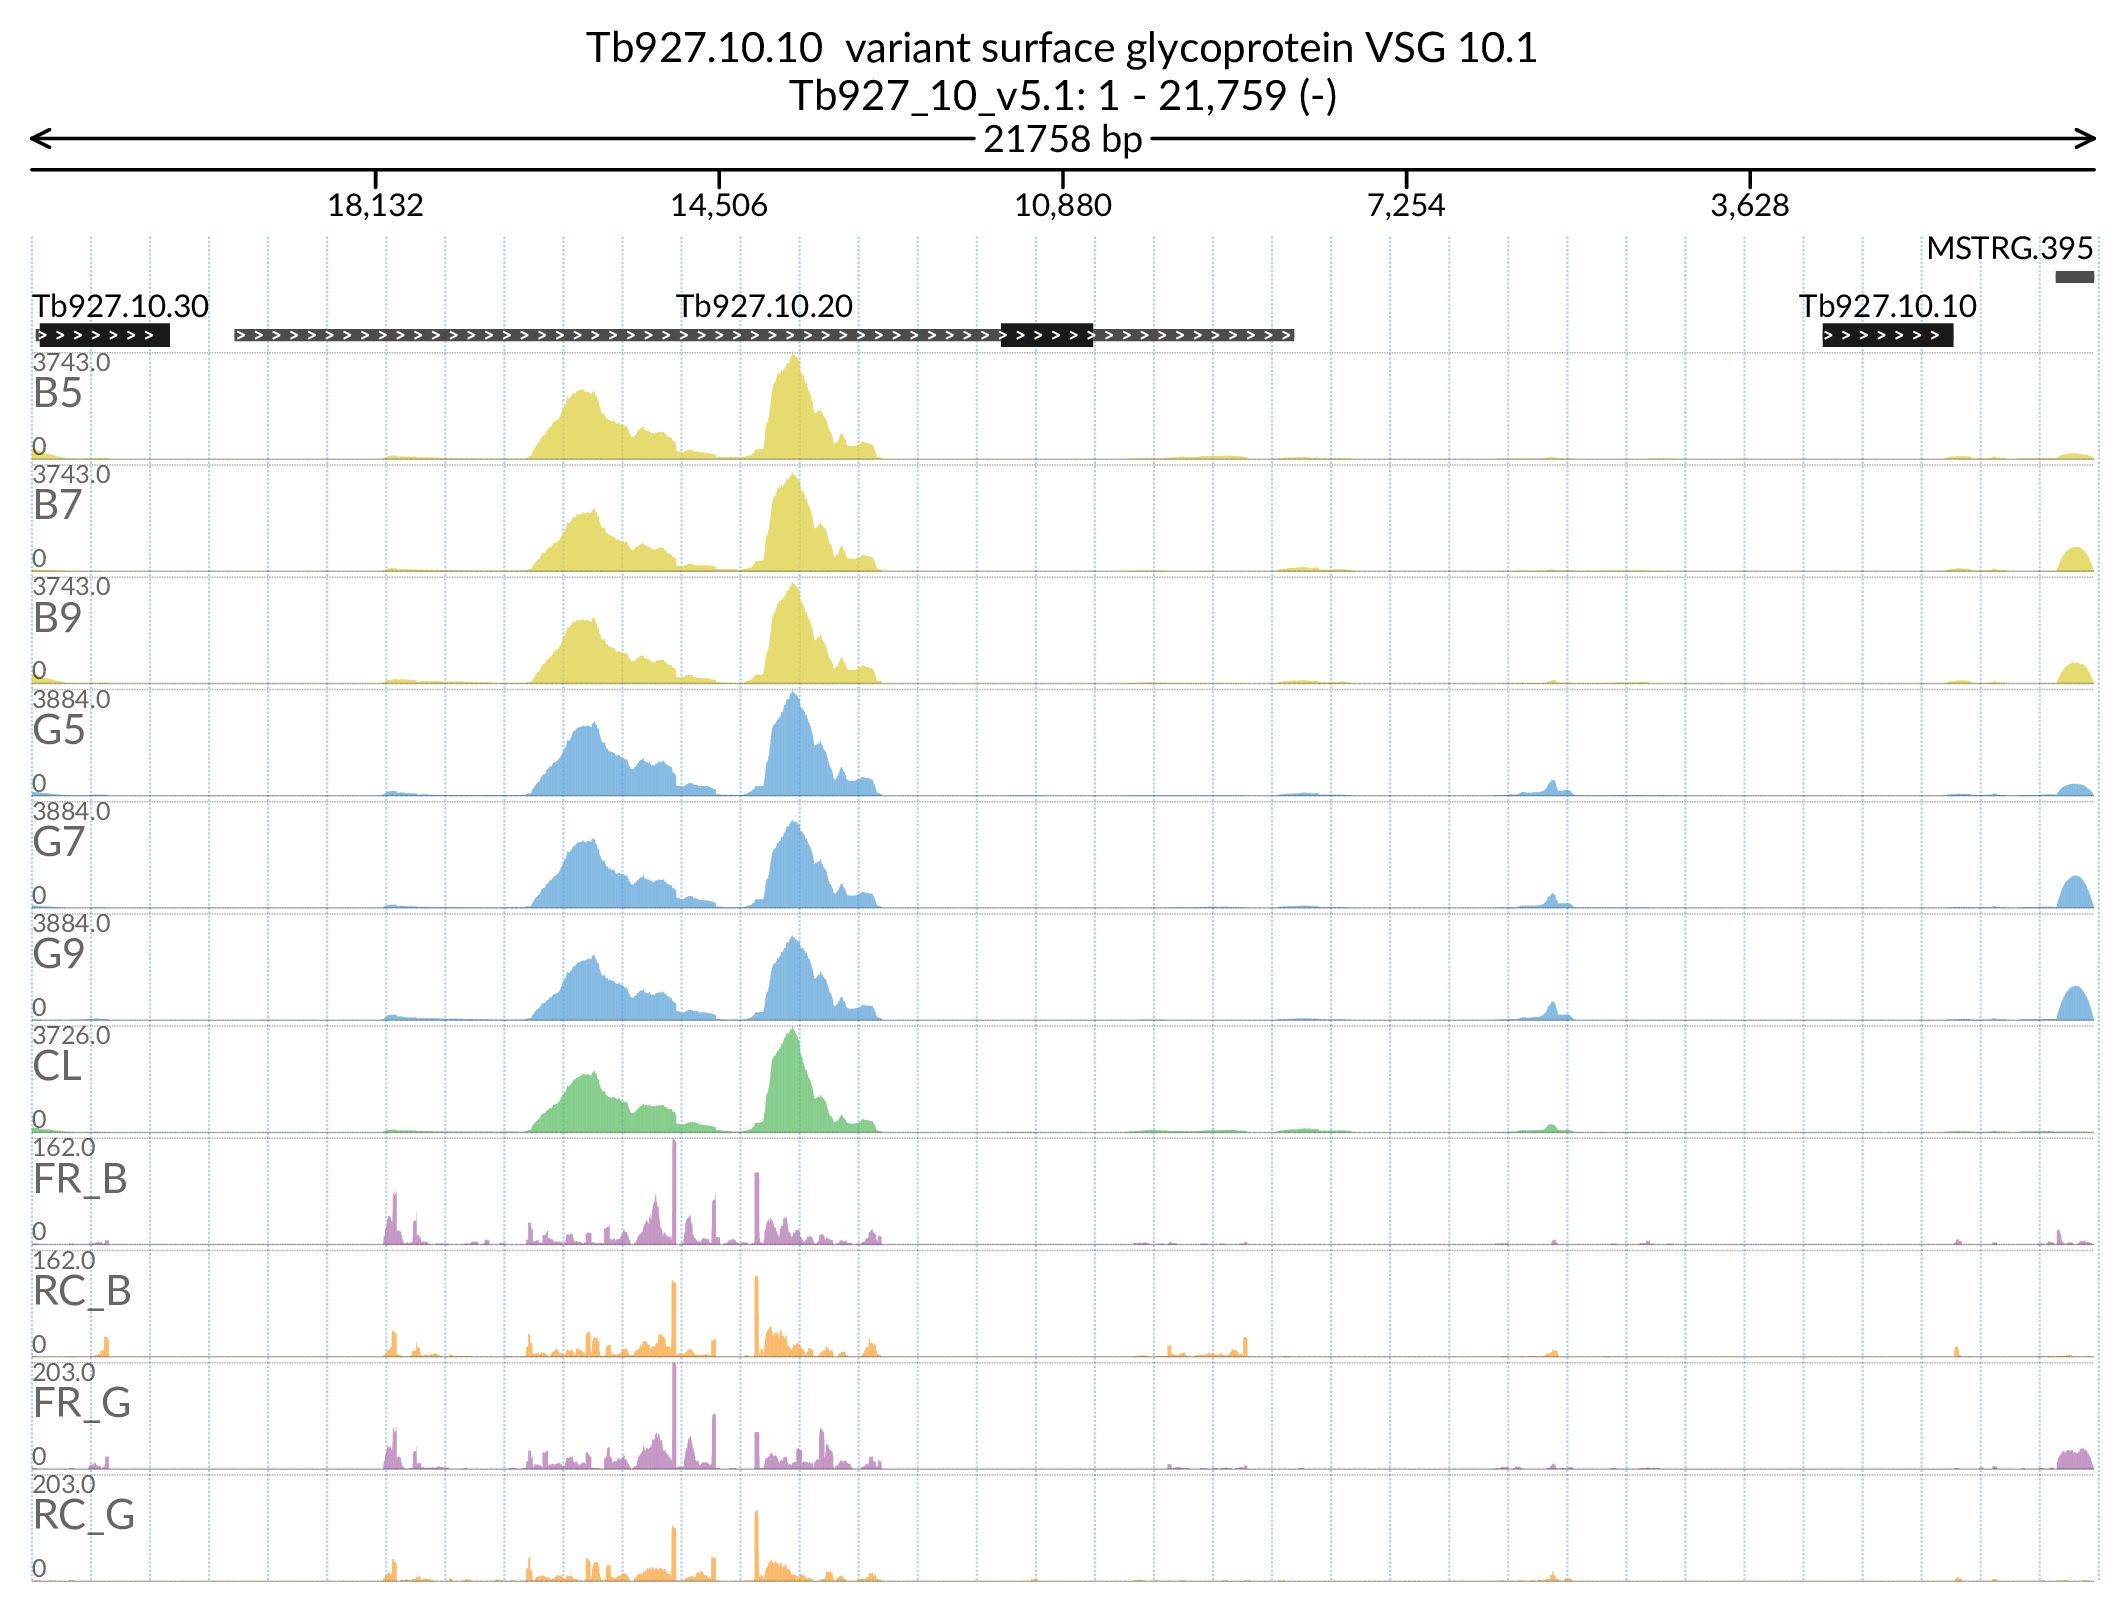 Tb927.10.10  variant surface glycoprotein VSG 10.1
Tb927_10_v5.1: 1 - 21,759 (-)
21758 bp
18,132 14,506 10,880 7,254 3,628
MSTRG.395
Tb927.10.30 Tb927.10.20 Tb927.10.10
3743.0
B5
0
3743.0
B7
0
3743.0
B9
0
3884.0
G5
0
3884.0
G7
0
3884.0
G9
0
3726.0
CL
0
162.0
FR_B
0
162.0
RC_B
0
203.0
FR_G
0
203.0
RC_G
0